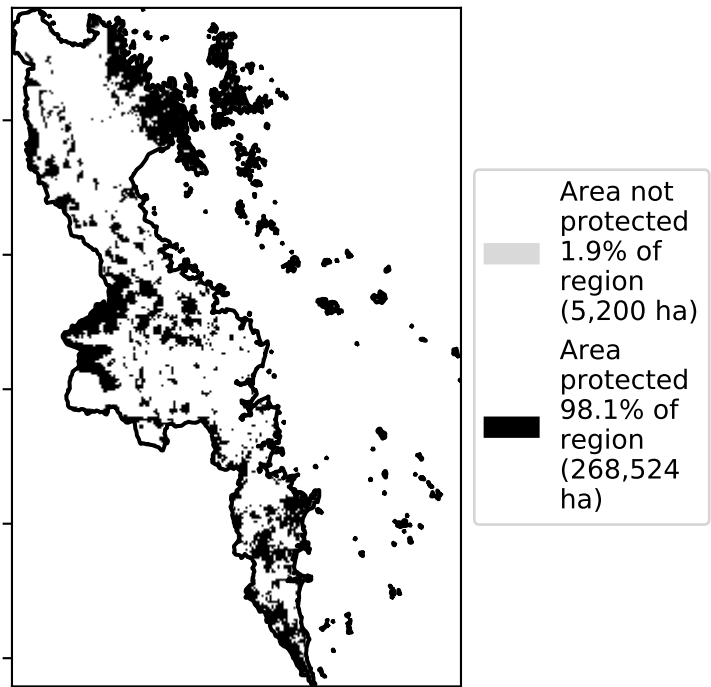 Area not
protected
1.9% of
region
(5,200 ha)
Area
protected
98.1% of
region
(268,524
ha)